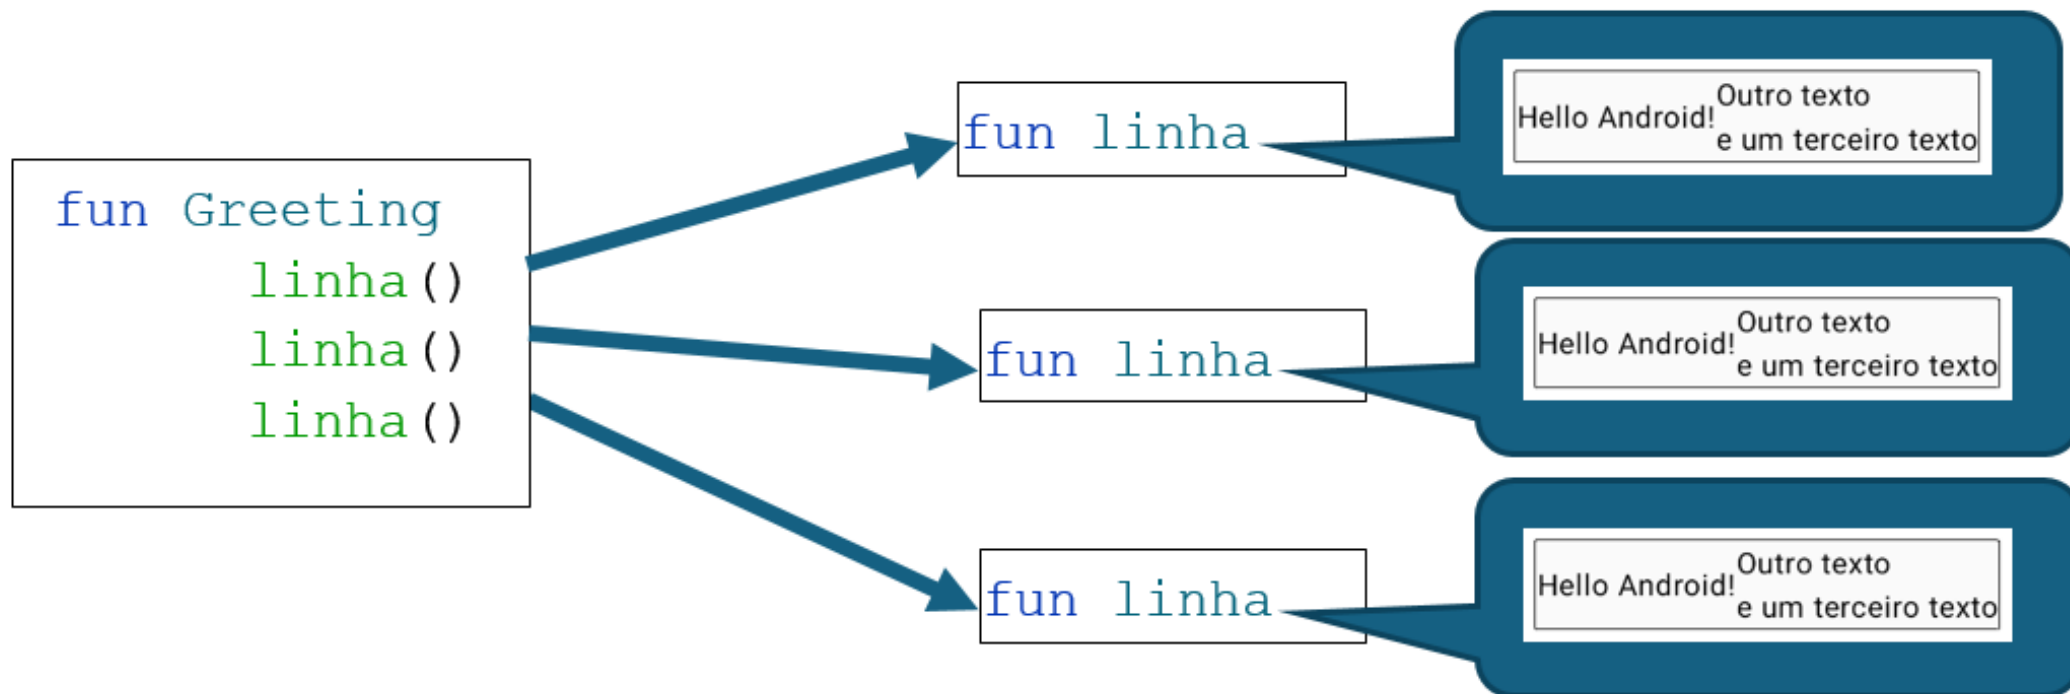 fun Greeting
linha()
linha()
linha()
fun linha
Hello Android!
Outro texto
e um terceiro texto
fun linha
Hello Android!
Outro texto
e um terceiro texto
fun linha
Hello Android!
Outro texto
e um terceiro texto